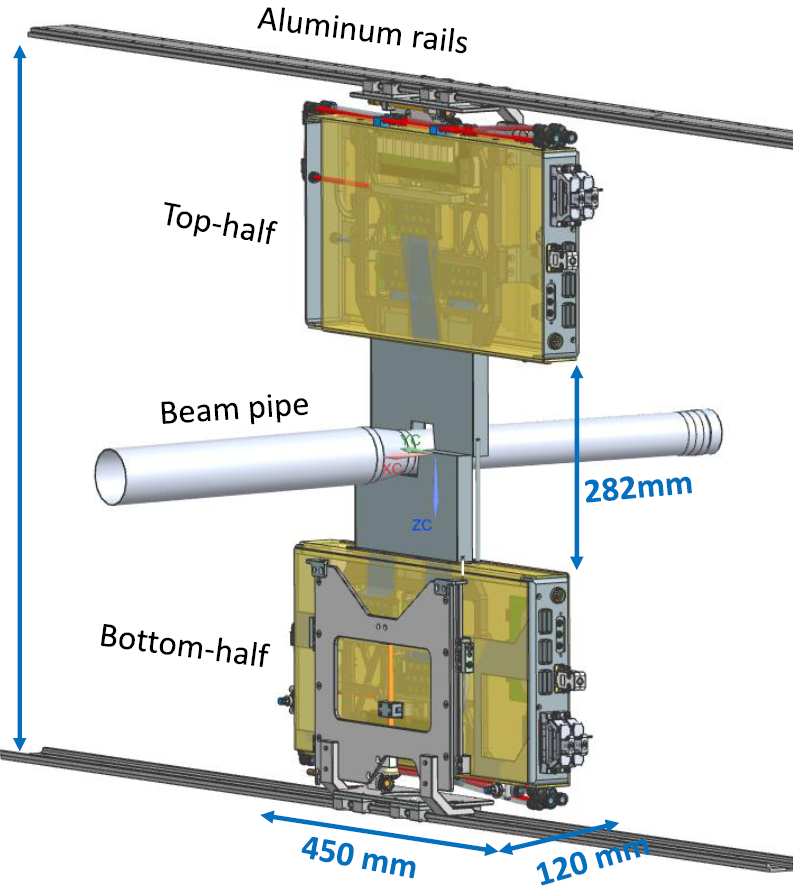 Aluminum rails
Top-half
Beam pipe
YC
XC
282mm
ZC
Bottom-half
450 mm
120 mm